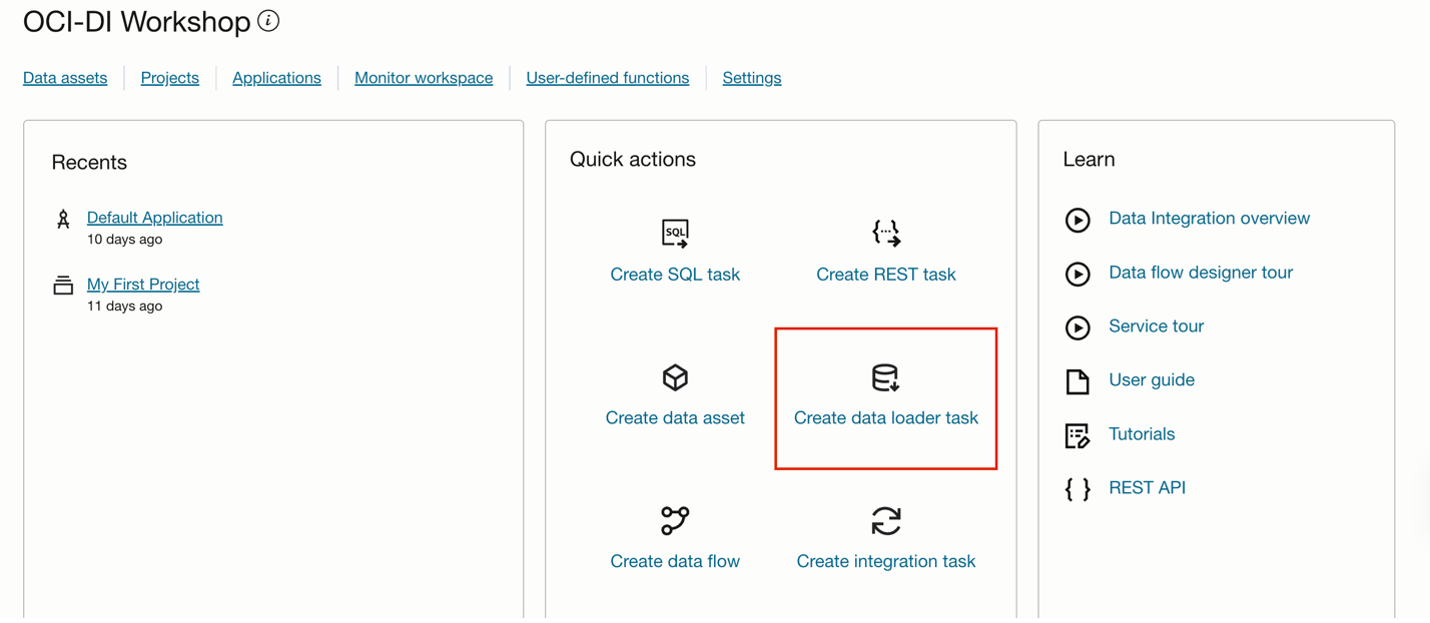 OCI-DI Workshop
Data assets
Projects
Applications
Monitor workspace
User-defined functions
Settings
Recents
Default Application
10 days ago
My First Project
11 days ago
Quick actions
SQL
Create SQL task
{...}
Create REST task
Create data asset
Create data loader task
Create data flow
Create integration task
Learn
Data Integration overview
Data flow designer tour
Service tour
User guide
Tutorials
{ }
REST API